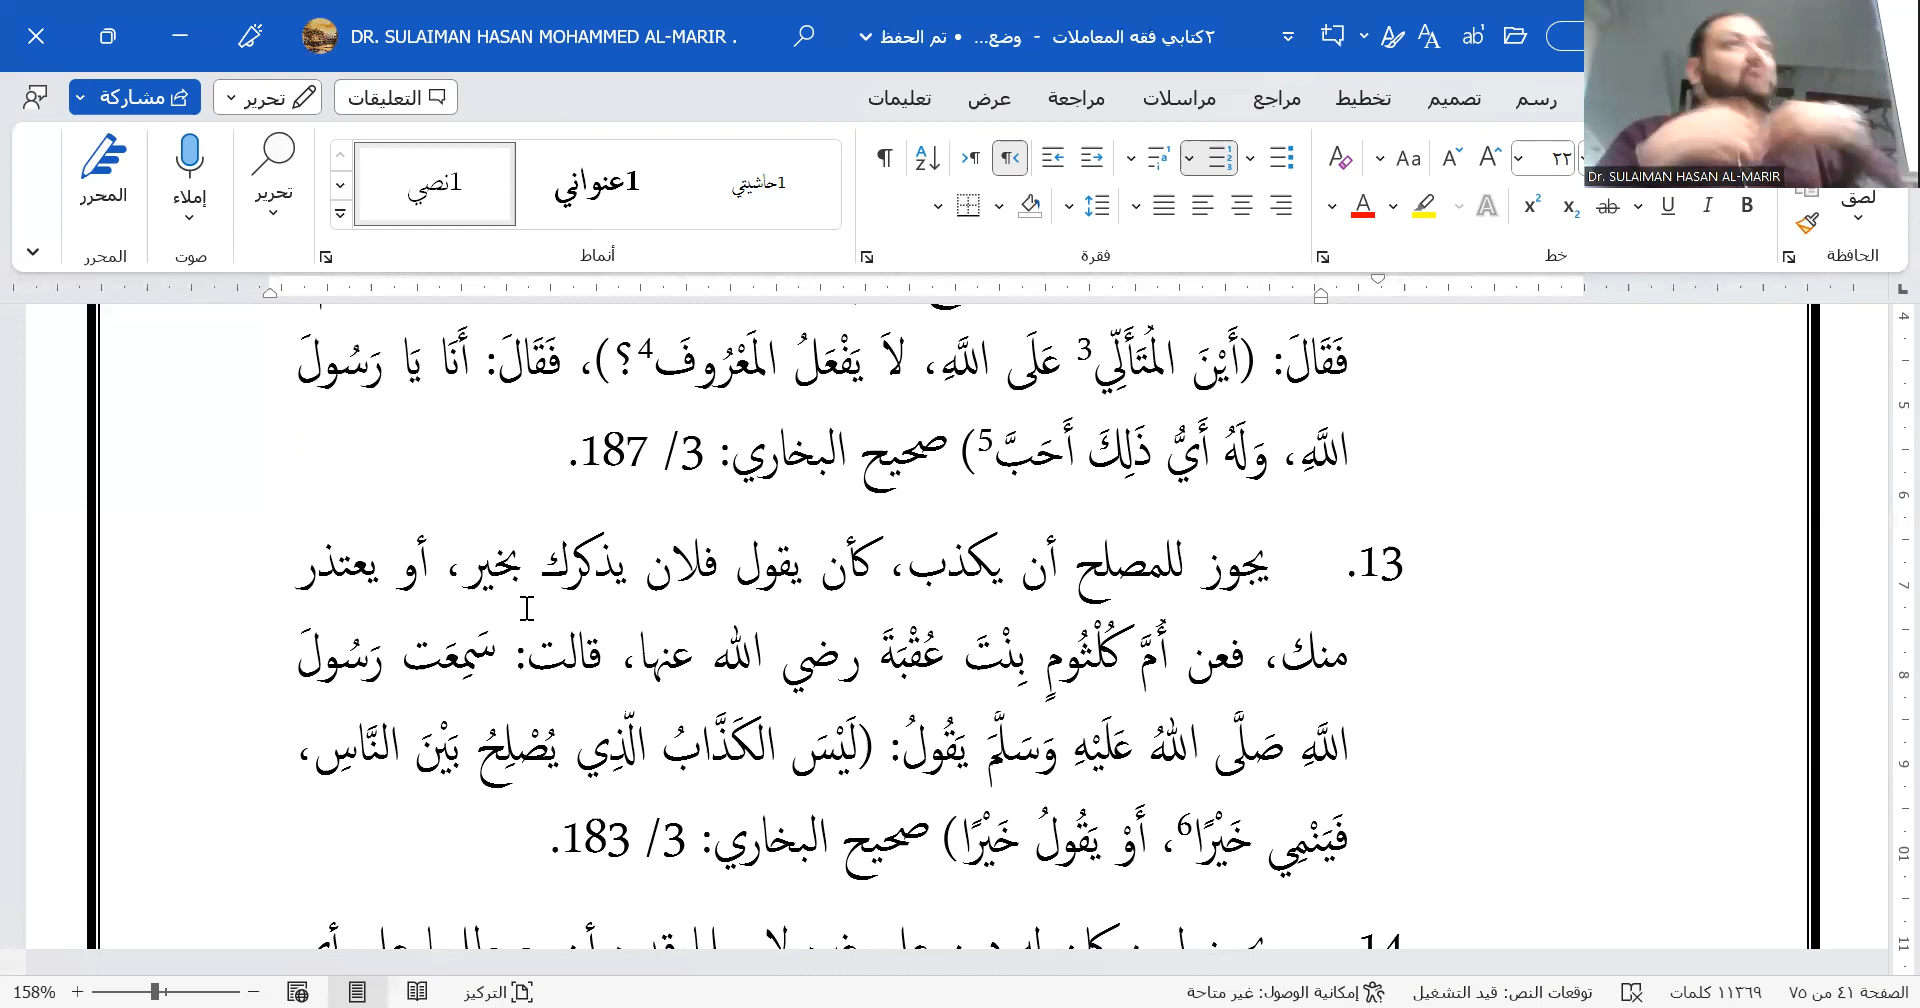 DR. SULAIMAN HASAN MOHAMMED AL-MARIR .
٢كتابي فقه المعاملات - وضع... • تم الحفظ
مشاركة
تحرير
التعليقات
رسم تصميم تخطيط مراجع مراسلات مراجعة عرض تعليمات
Dr. SULAIMAN HASAN AL-MARIR
لصق
٢٢
1حاشيتي
1عنواني
1نصي
تحرير
إملاء
المحرر
الحافظة
خط
فقرة
أنماط
صوت
المحرر
فَقَالَ: (أَيْنَ المُتَأَلِّي3 عَلَى اللَّهِ، لاَ يَفْعَلُ المَعْرُوفَ4؟)، فَقَالَ: أَنَا يَا رَسُولَ
اللَّهِ، وَلَهُ أَيُّ ذَلِكَ أَحَبَّ5) صحيح البخاري: 3/ 187.
13. يجوز للمصلح أن يكذب، كأن يقول فلان يذكرك بخير، أو يعتذر
منك، فعن أُمَّ كُلْثُومٍ بِنْتَ عُقْبَةَ رضي الله عنها، قالت: سَمِعَت رَسُولَ
اللَّهِ صَلَّى اللهُ عَلَيْهِ وَسَلَّمَ يَقُولُ: (لَيْسَ الكَذَّابُ الَّذِي يُصْلِحُ بَيْنَ النَّاسِ،
فَيَنْمِي خَيْرًا6، أَوْ يَقُولُ خَيْرًا) صحيح البخاري: 3/ 183.
الصفحة ٤١ من ٧٥
١١٣٦٩ كلمات
توقعات النص: قيد التشغيل
إمكانية الوصول: غير متاحة
التركيز
158%